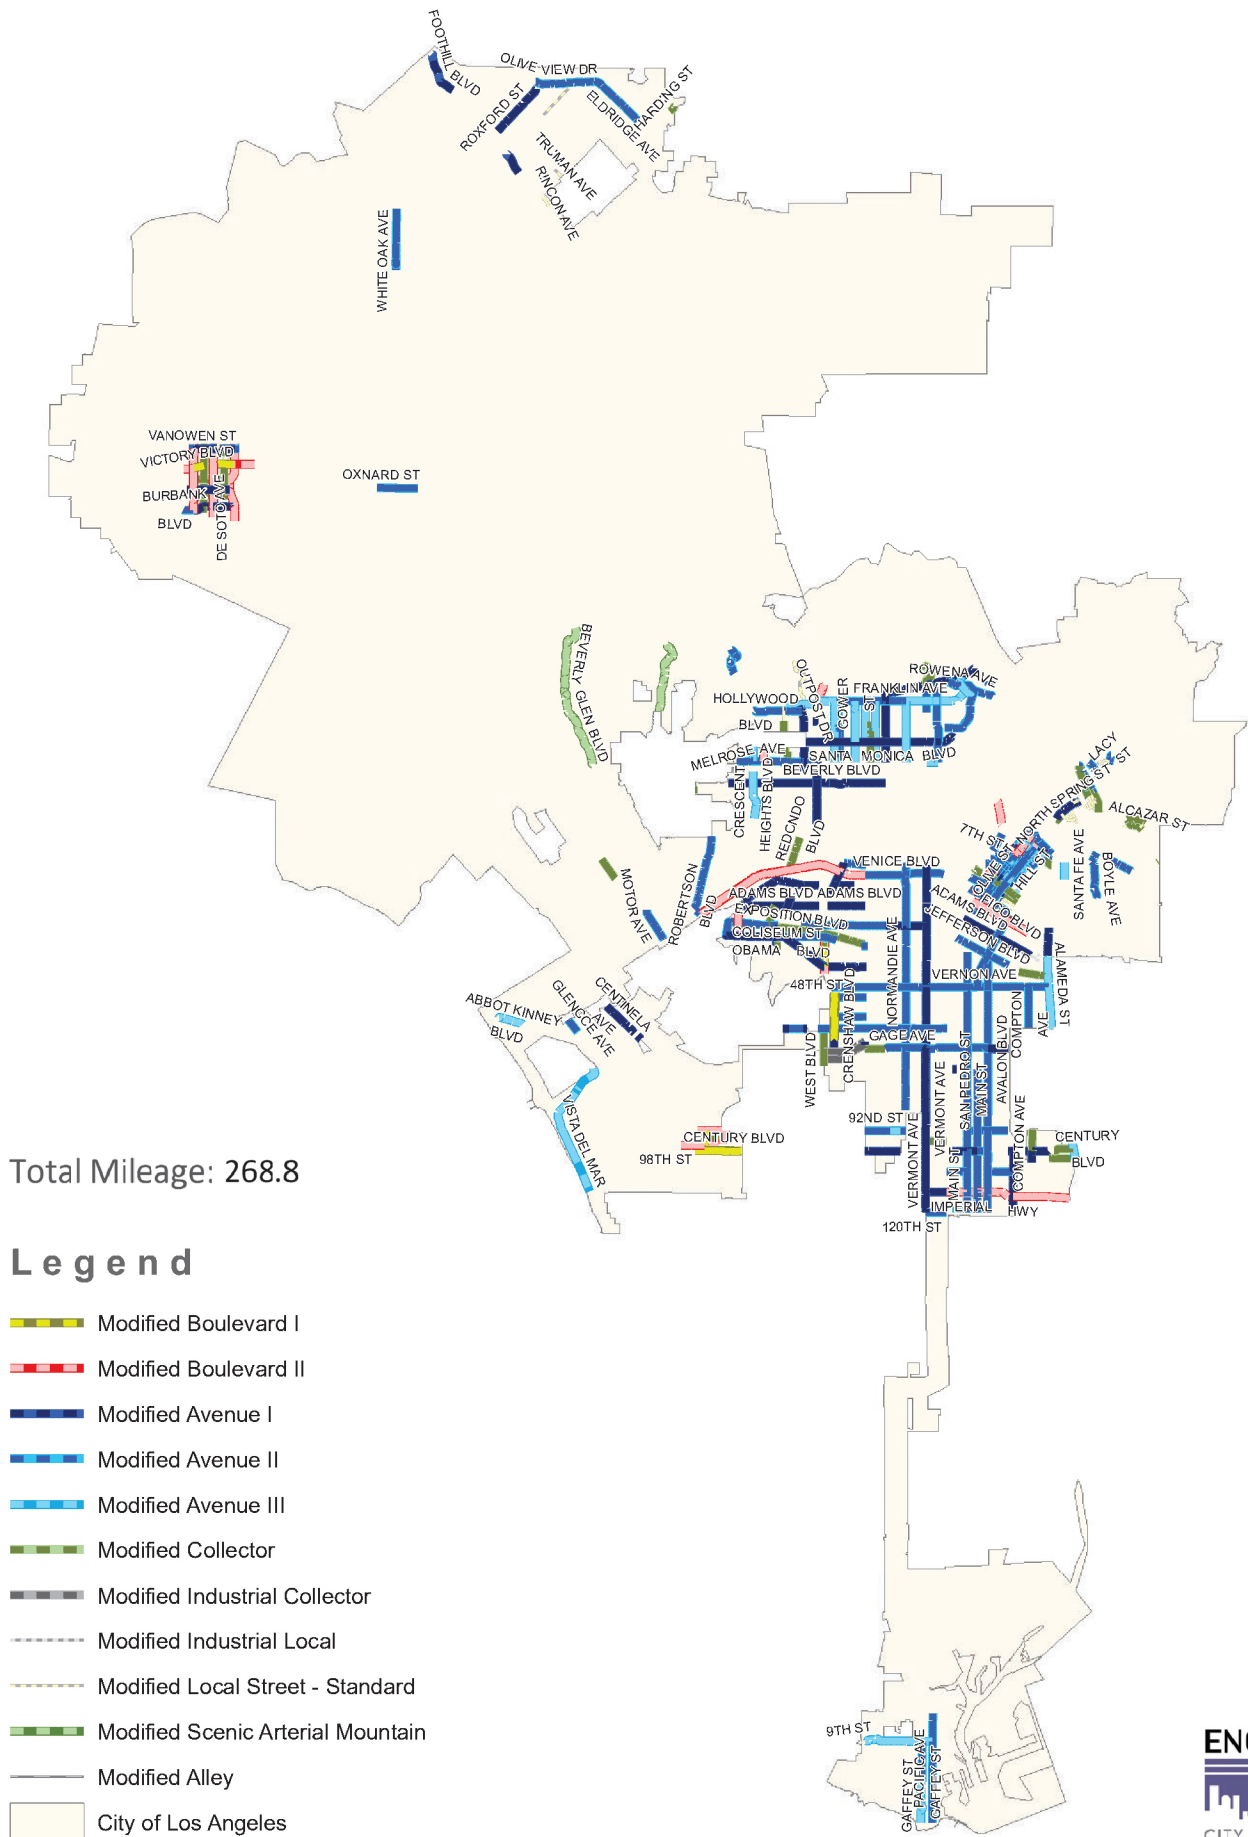 FOOTHILL BLVD
OLIVE VIEW DR
ROXFORD ST
ELDRIDGE AVE
HARDING ST
TRUMAN AVE
RINCON AVE
WHITE OAK AVE
VANOWEN ST
VICTORY BLVD
BURBANK
BLVD
DE SOTO AVE
OXNARD ST
BEVERLY GLEN BLVD
OUTPOST DR
HOLLYWOOD
BLVD
GOWER
ST
FRANKLIN AVE
ROWENA AVE
MELROSE AVE
SANTA MONICA BLVD
BEVERLY BLVD
CRESCENT
HEIGHTS BLVD
REDONDO
BLVD
LACY
ST
NORTH SPRING ST
ALCAZAR ST
7TH ST
OLIVE ST
HILL ST
SANTA FE AVE
BOYLE AVE
MOTOR AVE
ROBERTSON
BLVD
VENICE BLVD
ADAMS BLVD
ADAMS BLVD
ADAMS BLVD
PICO BLVD
JEFFERSON BLVD
EXPOSITION BLVD
COLISEUM ST
OBAMA BLVD
NORMANDIE AVE
VERNON AVE
ALAMEDA ST
48TH ST
CENTINELA
AVE
GLENCOE AVE
ABBOT KINNEY
BLVD
CRENSHAW BLVD
GAGE AVE
WEST BLVD
COMPTON
AVE
AVALON BLVD
SAN PEDRO ST
MAIN ST
VERMONT AVE
VISTA DEL MAR
92ND ST
CENTURY BLVD
98TH ST
VERMONT AVE
MAIN ST
COMPTON AVE
CENTURY
BLVD
IMPERIAL
HWY
120TH ST
9TH ST
GAFFEY ST
PACIFIC AVE
GAFFEY ST
Total Mileage: 268.8
Legend
Modified Boulevard I
Modified Boulevard II
Modified Avenue I
Modified Avenue II
Modified Avenue III
Modified Collector
Modified Industrial Collector
Modified Industrial Local
Modified Local Street - Standard
Modified Scenic Arterial Mountain
Modified Alley
City of Los Angeles